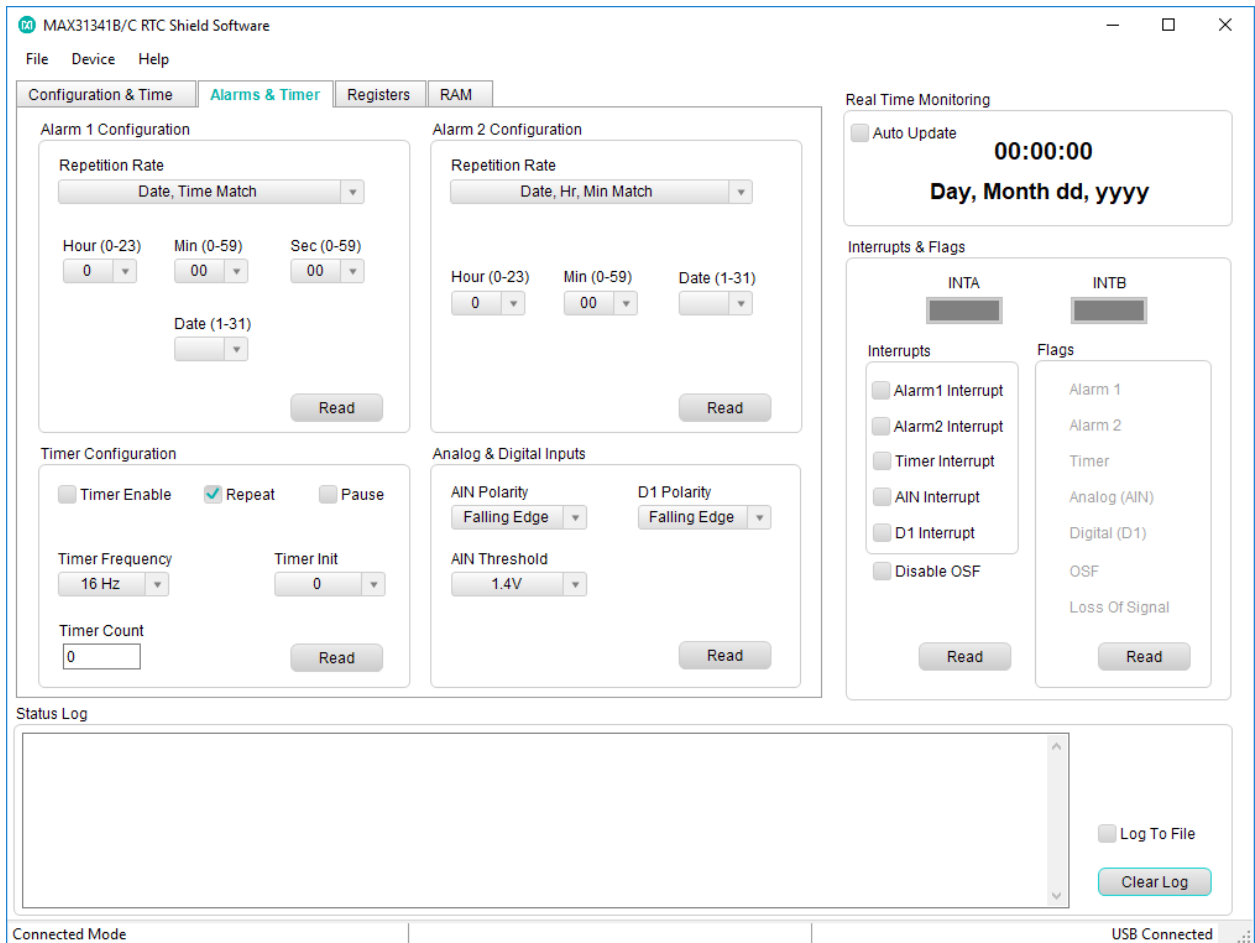 MAX31341B/C RTC Shield Software
File Device Help
Configuration & Time Alarms & Timer Registers RAM
Alarm 1 Configuration
Repetition Rate
Date, Time Match
Hour (0-23) Min (0-59) Sec (0-59)
0 00 00
Date (1-31)
Read
Alarm 2 Configuration
Repetition Rate
Date, Hr, Min Match
Hour (0-23) Min (0-59) Date (1-31)
0 00
Read
Timer Configuration
Timer Enable Repeat Pause
Timer Frequency Timer Init
16 Hz 0
Timer Count
0
Read
Analog & Digital Inputs
AIN Polarity D1 Polarity
Falling Edge Falling Edge
AIN Threshold
1.4V
Read
Real Time Monitoring
Auto Update
00:00:00
Day, Month dd, yyyy
Interrupts & Flags
INTA INTB
Interrupts
Alarm1 Interrupt
Alarm2 Interrupt
Timer Interrupt
AIN Interrupt
D1 Interrupt
Disable OSF
Read
Flags
Alarm 1
Alarm 2
Timer
Analog (AIN)
Digital (D1)
OSF
Loss Of Signal
Read
Status Log
Log To File
Clear Log
Connected Mode USB Connected